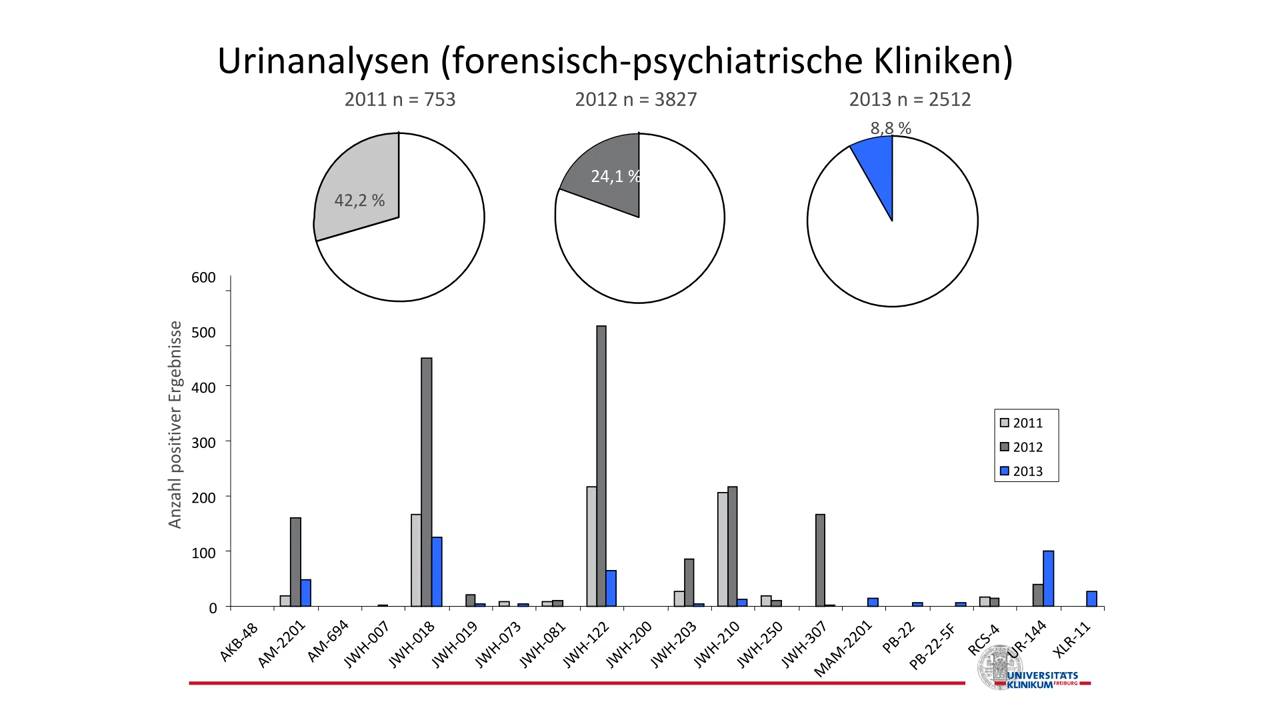 Urinanalysen (forensisch-psychiatrische Kliniken)
2011 n = 753
2012 n = 3827
2013 n = 2512
42,2 %
24,1 %
8,8 %
Anzahl positiver Ergebnisse
600
500
400
300
200
100
0
2011
2012
2013
AKB-48
AM-2201
AM-694
JWH-007
JWH-018
JWH-019
JWH-073
JWH-081
JWH-122
JWH-200
JWH-203
JWH-210
JWH-250
JWH-307
MAM-2201
PB-22
PB-22-5F
RCS-4
UR-144
XLR-11
UNIVERSITÄTS
KLINIKUM FREIBURG